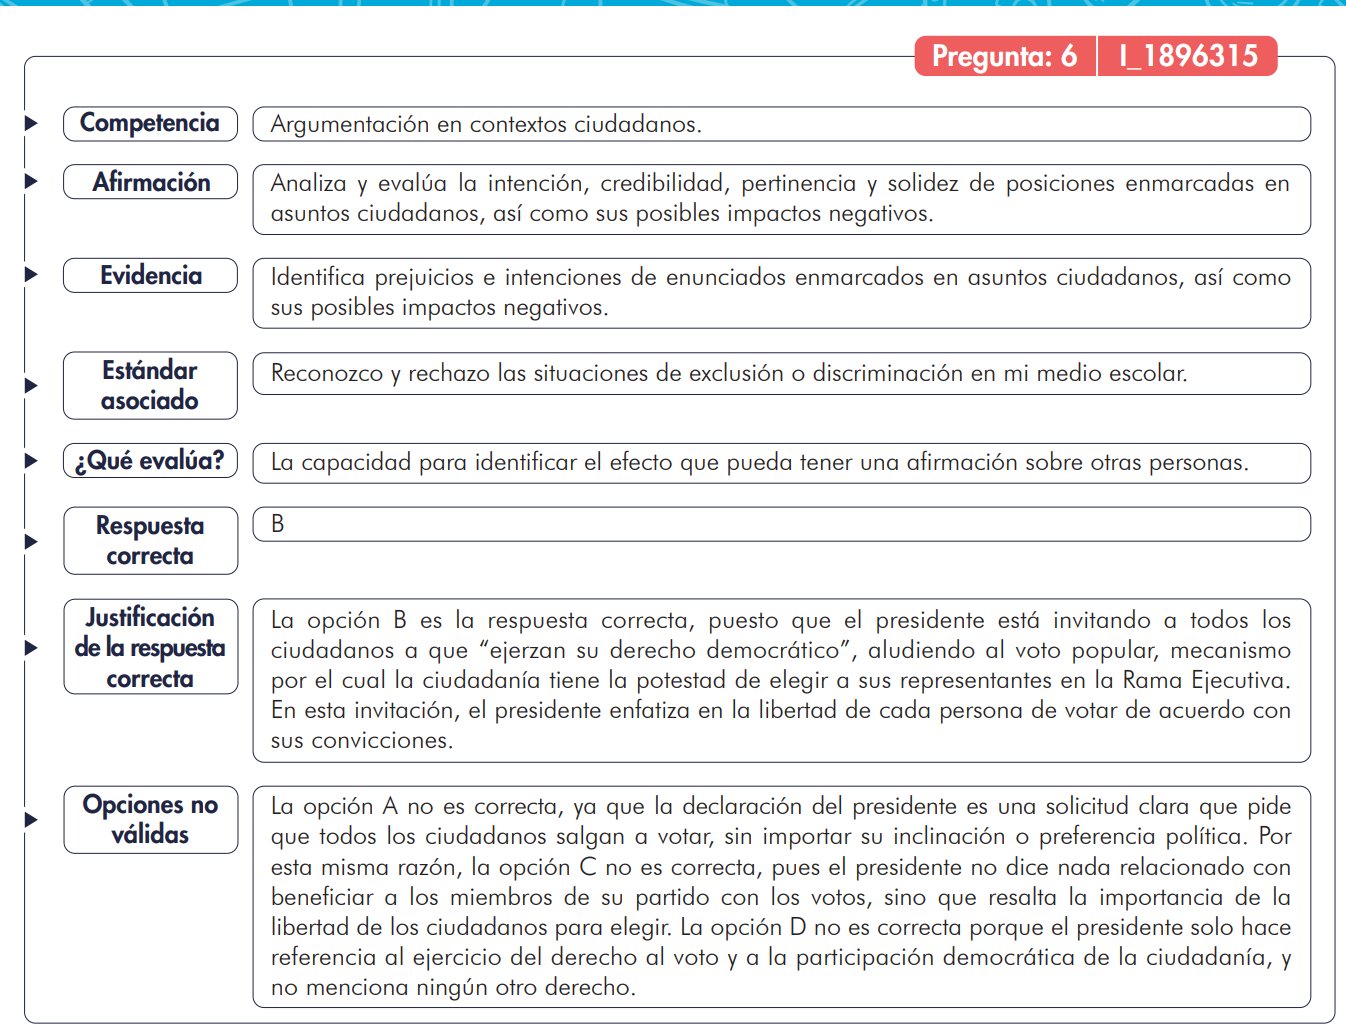 Pregunta: 6 I_1896315
Competencia
Argumentación en contextos ciudadanos.
Afirmación
Analiza y evalúa la intención, credibilidad, pertinencia y solidez de posiciones enmarcadas en
asuntos ciudadanos, así como sus posibles impactos negativos.
Evidencia
Identifica prejuicios e intenciones de enunciados enmarcados en asuntos ciudadanos, así como
sus posibles impactos negativos.
Estándar
asociado
Reconozco y rechazo las situaciones de exclusión o discriminación en mi medio escolar.
¿Qué evalúa?
La capacidad para identificar el efecto que pueda tener una afirmación sobre otras personas.
Respuesta
correcta
B
Justificación
de la respuesta
correcta
La opción B es la respuesta correcta, puesto que el presidente está invitando a todos los
ciudadanos a que “ejerzan su derecho democrático”, aludiendo al voto popular, mecanismo
por el cual la ciudadanía tiene la potestad de elegir a sus representantes en la Rama Ejecutiva.
En esta invitación, el presidente enfatiza en la libertad de cada persona de votar de acuerdo con
sus convicciones.
Opciones no
válidas
La opción A no es correcta, ya que la declaración del presidente es una solicitud clara que pide
que todos los ciudadanos salgan a votar, sin importar su inclinación o preferencia política. Por
esta misma razón, la opción C no es correcta, pues el presidente no dice nada relacionado con
beneficiar a los miembros de su partido con los votos, sino que resalta la importancia de la
libertad de los ciudadanos para elegir. La opción D no es correcta porque el presidente solo hace
referencia al ejercicio del derecho al voto y a la participación democrática de la ciudadanía, y
no menciona ningún otro derecho.